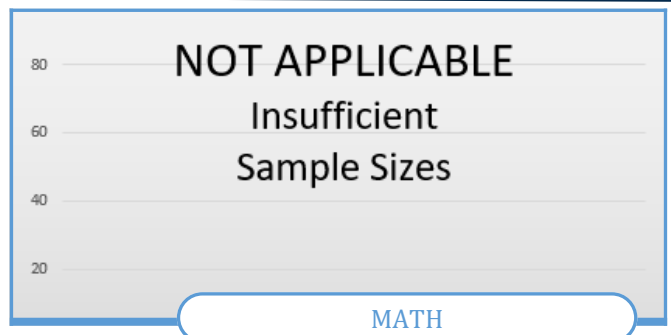 80
NOT APPLICABLE
Insufficient
60
Sample Sizes
40
20
MATH